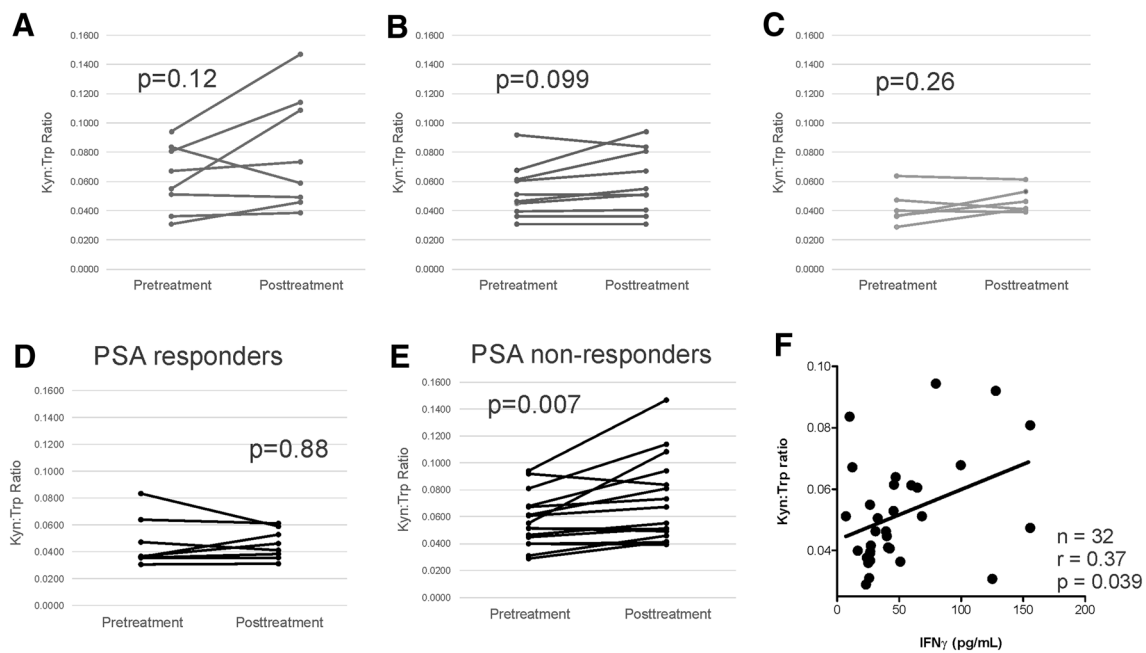 A
0.1600
0.1400
0.1200
0.1000
0.0800
0.0600
0.0400
0.0200
0.0000
Kyn:Trp Ratio
p=0.12
Pretreatment
Posttreatment
B
0.1600
0.1400
0.1200
0.1000
0.0800
0.0600
0.0400
0.0200
0.0000
Kyn:Trp Ratio
p=0.099
Pretreatment
Posttreatment
C
0.1600
0.1400
0.1200
0.1000
0.0800
0.0600
0.0400
0.0200
0.0000
Kyn:Trp Ratio
p=0.26
Pretreatment
Posttreatment
D
PSA responders
0.1600
0.1400
0.1200
0.1000
0.0800
0.0600
0.0400
0.0200
0.0000
Kyn:Trp Ratio
p=0.88
Pretreatment
Posttreatment
E
PSA non-responders
0.1600
0.1400
0.1200
0.1000
0.0800
0.0600
0.0400
0.0200
0.0000
Kyn:Trp Ratio
p=0.007
Pretreatment
Posttreatment
F
0.10
0.08
0.06
0.04
Kyn:Trp ratio
n = 32
r = 0.37
p = 0.039
0
50
100
150
200
IFNγ (pg/mL)